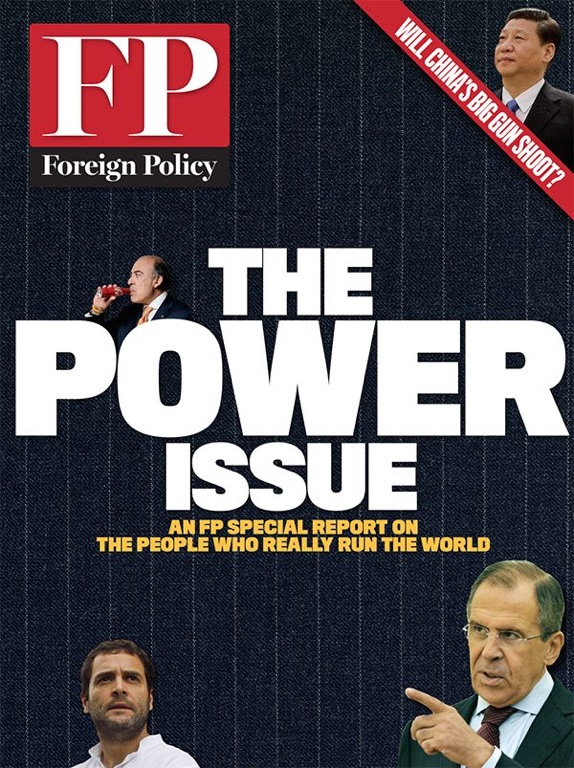 FP
Foreign Policy
WILL CHINA'S BIG GUN SHOOT?
THE
POWER
ISSUE
AN FP SPECIAL REPORT ON
THE PEOPLE WHO REALLY RUN THE WORLD